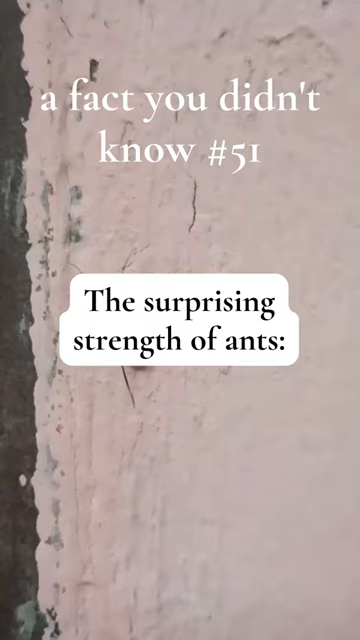 a fact you didn't
know #51
The surprising
strength of ants: